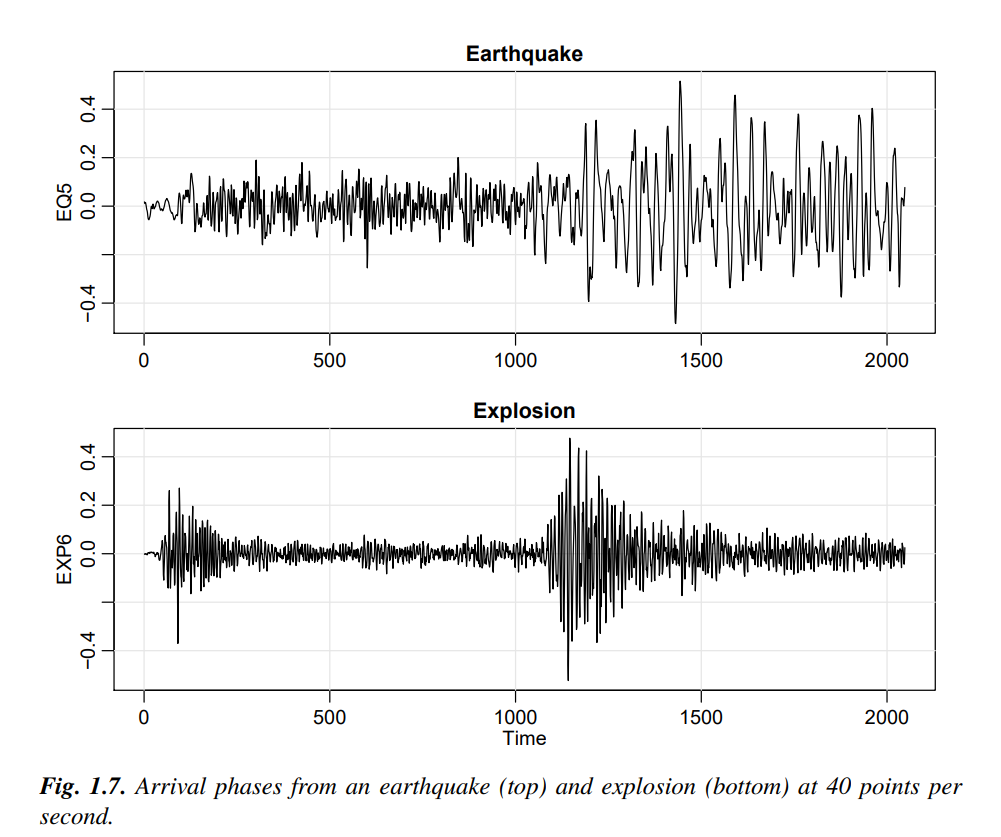 Earthquake
EQ5
0.4
0.2
0.0
−0.4
0 500 1000 1500 2000
Explosion
EXP6
0.4
0.2
0.0
−0.4
0 500 1000 1500 2000
Time
Fig. 1.7. Arrival phases from an earthquake (top) and explosion (bottom) at 40 points per
second.